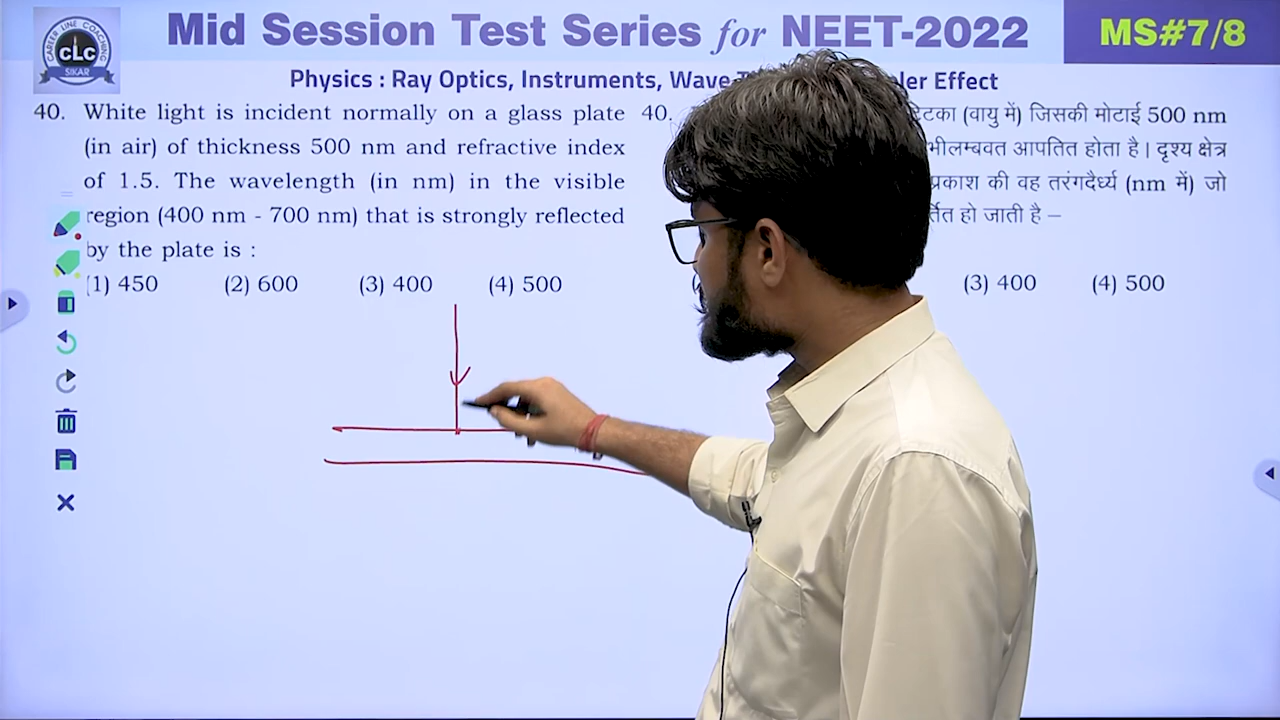 Mid Session Test Series for NEET-2022
MS#7/8
CAREER LINE COACHING
CLC
SIKAR
Physics : Ray Optics, Instruments, Wave Effect
40. White light is incident normally on a glass plate
(in air) of thickness 500 nm and refractive index
of 1.5. The wavelength (in nm) in the visible
region (400 nm - 700 nm) that is strongly reflected
by the plate is :
(1) 450 (2) 600 (3) 400 (4) 500
40. (वायु में) जिसकी मोटाई 500 nm
आपतित होता है। दृश्य क्षेत्र
प्रकाश की वह तरंगदैर्ध्य (nm में) जो
हो जाती है –
(3) 400 (4) 500